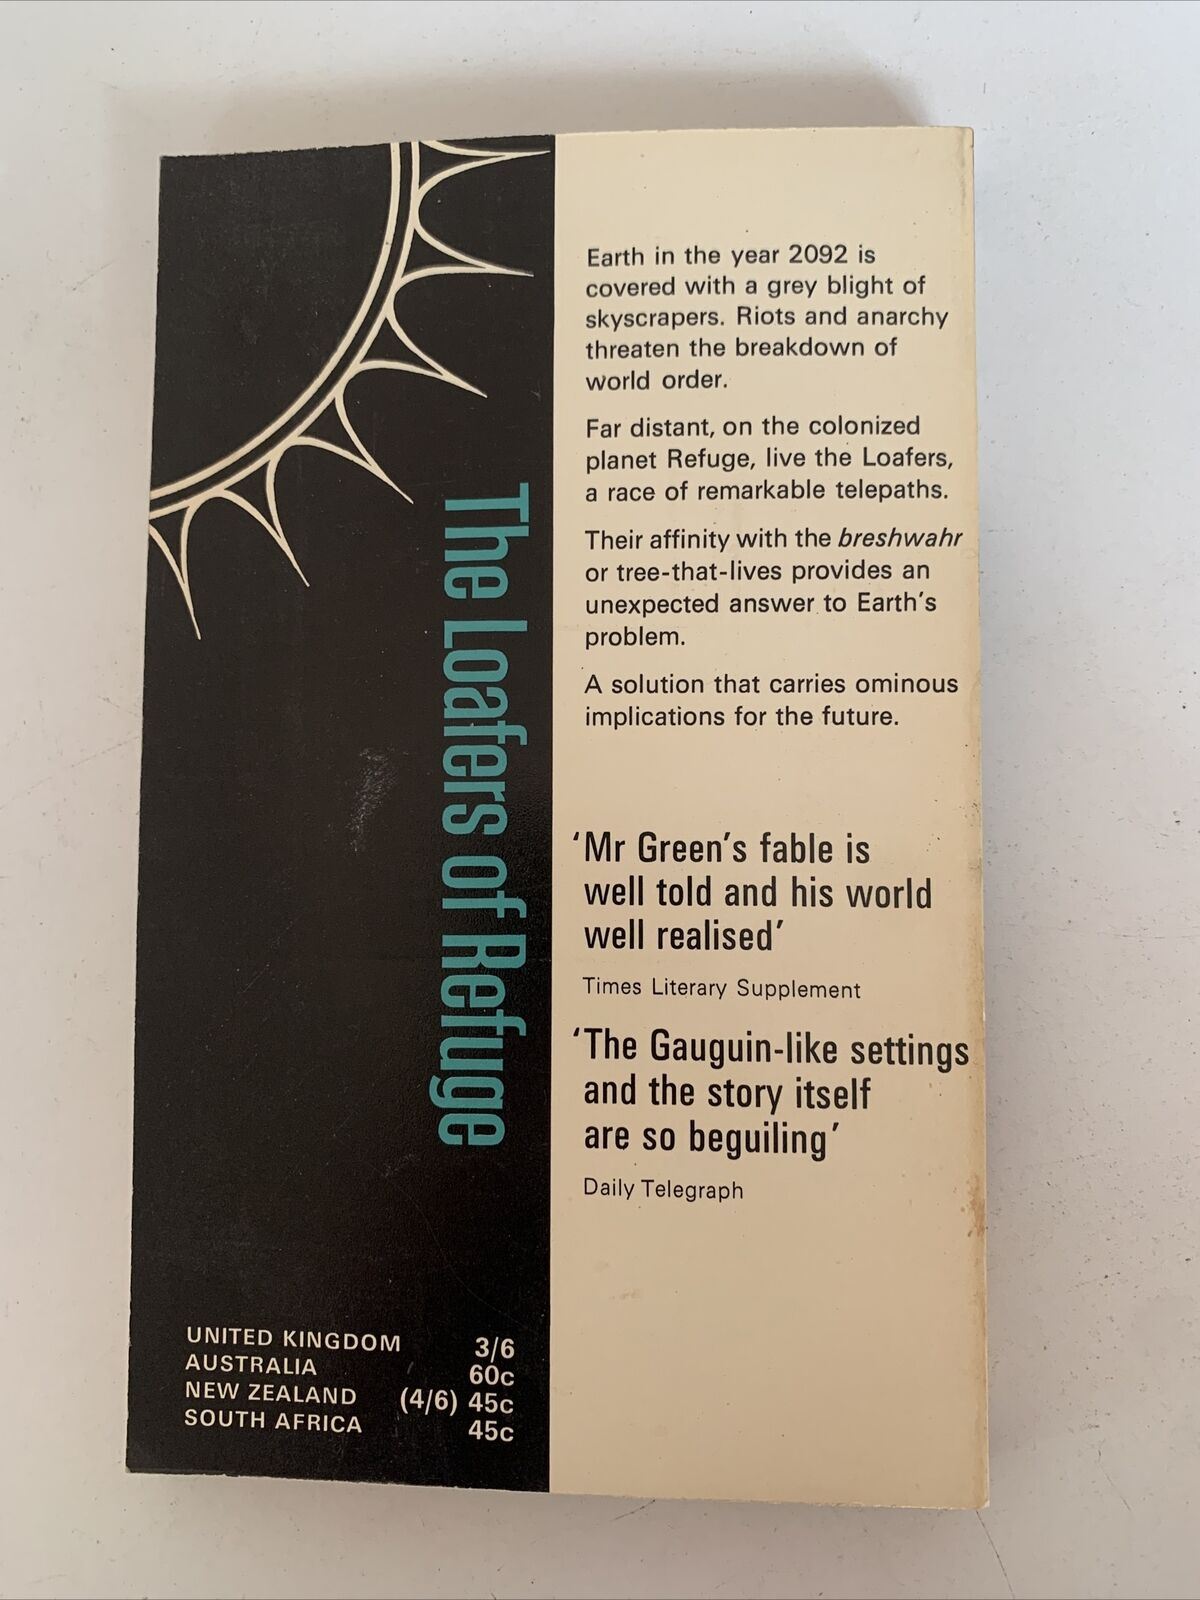 The Loafers of Refuge
Earth in the year 2092 is
covered with a grey blight of
skyscrapers. Riots and anarchy
threaten the breakdown of
world order.
Far distant, on the colonized
planet Refuge, live the Loafers,
a race of remarkable telepaths.
Their affinity with the breshwahr
or tree-that-lives provides an
unexpected answer to Earth's
problem.
A solution that carries ominous
implications for the future.
'Mr Green's fable is
well told and his world
well realised'
Times Literary Supplement
'The Gauguin-like settings
and the story itself
are so beguiling'
Daily Telegraph
UNITED KINGDOM 3/6
AUSTRALIA 60c
NEW ZEALAND (4/6) 45c
SOUTH AFRICA 45c